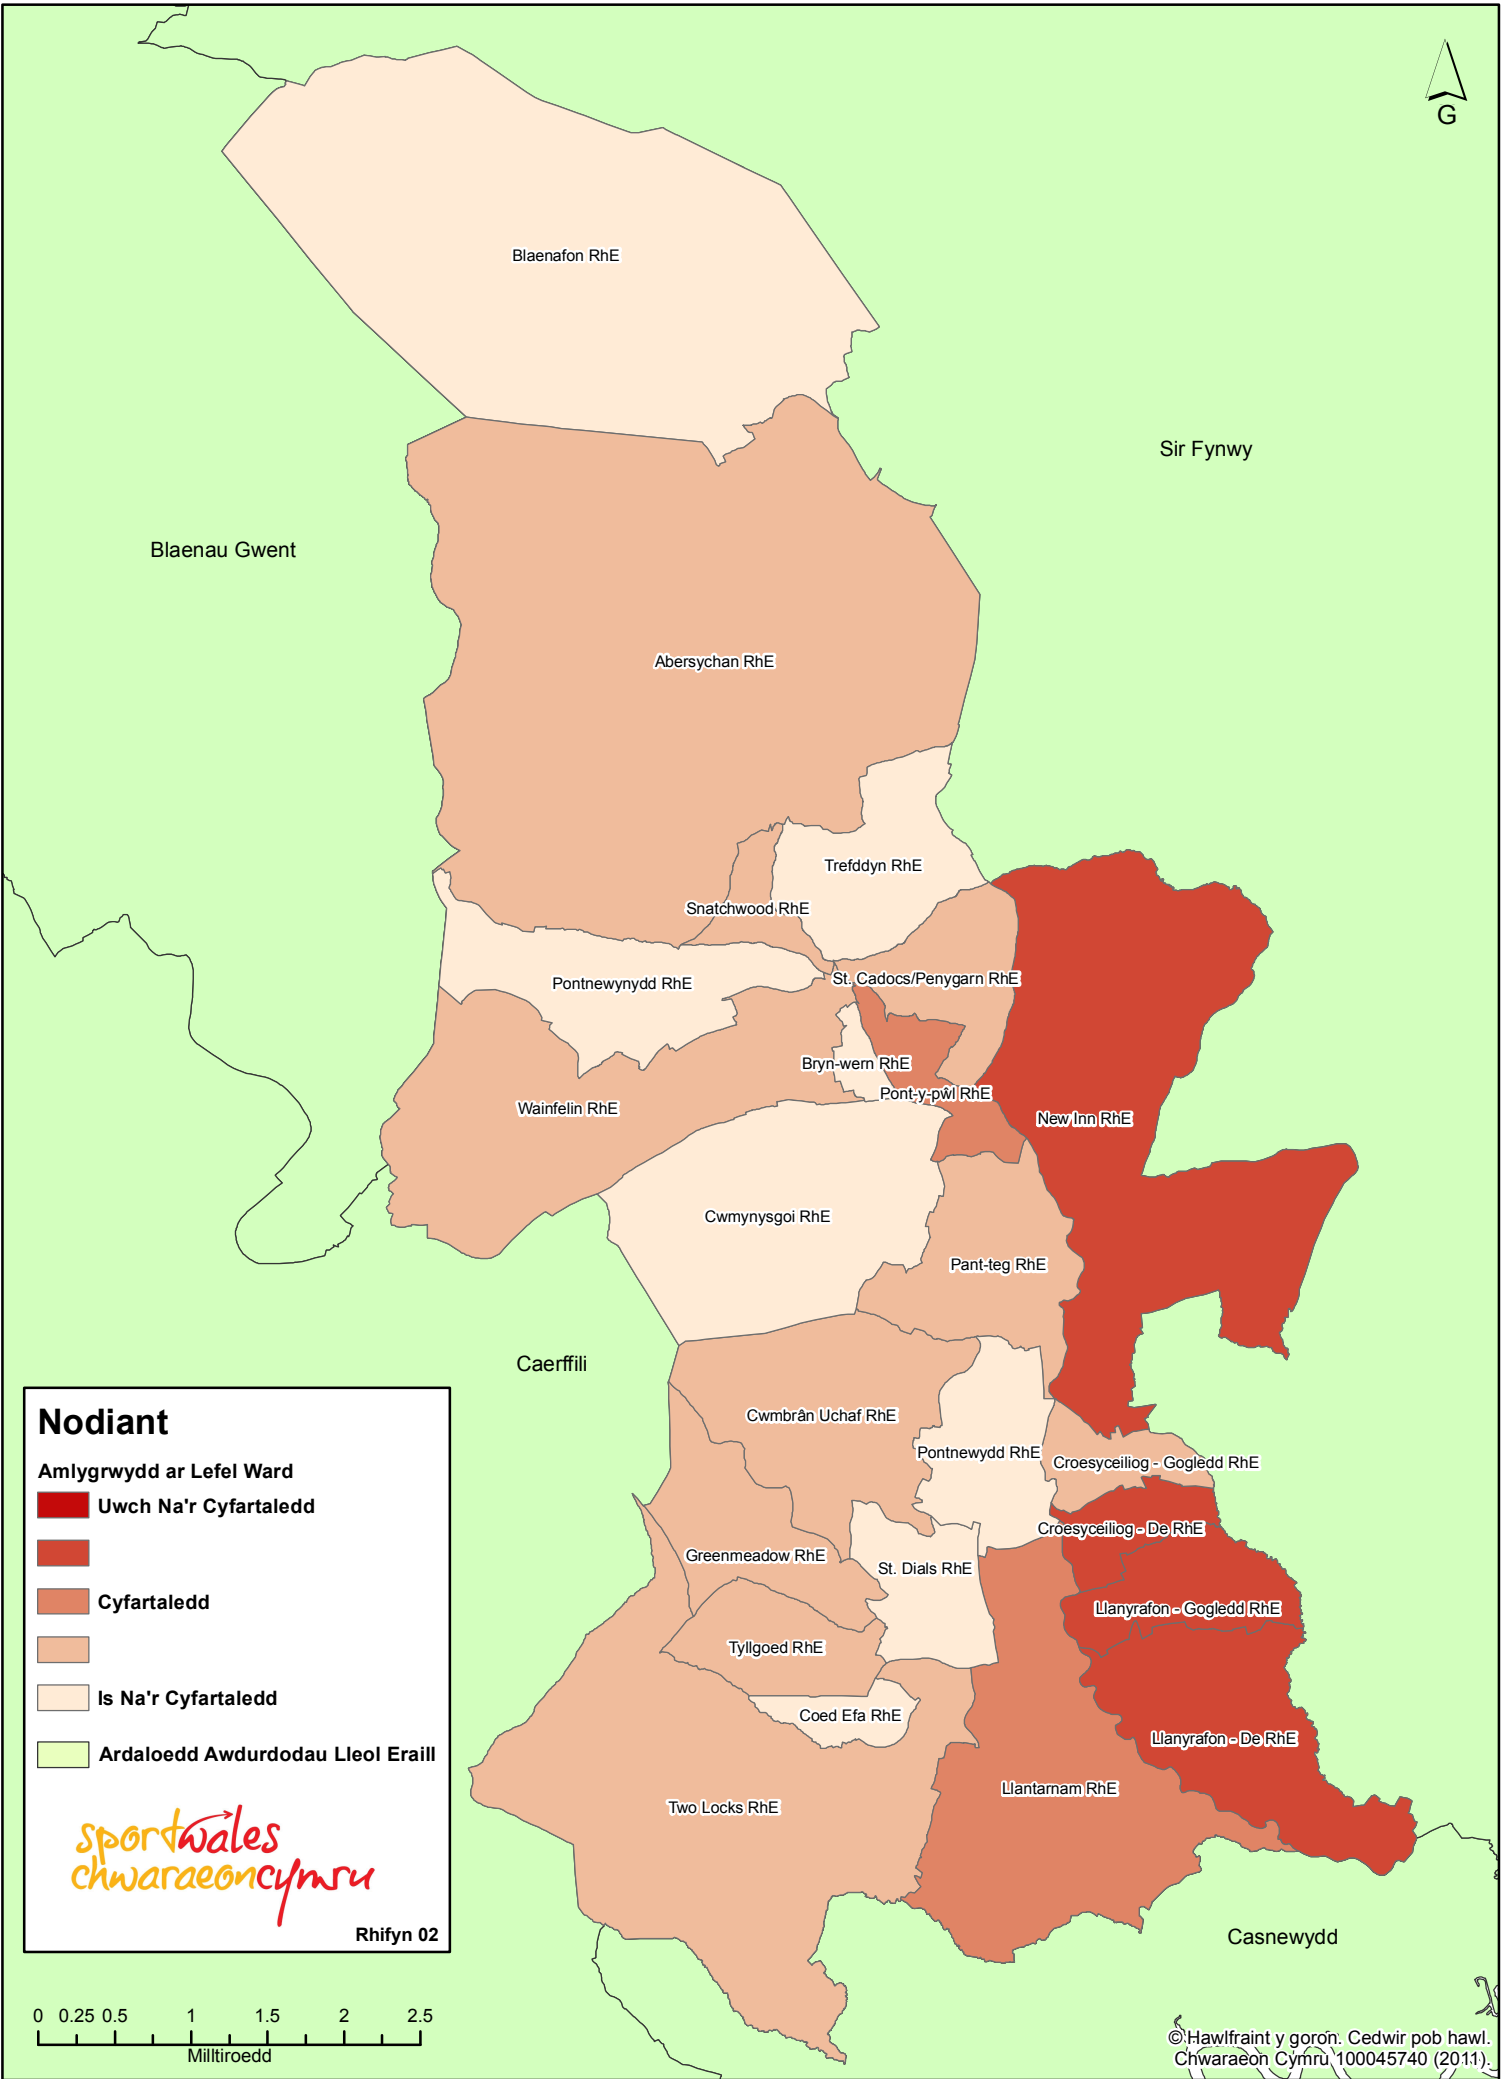 G
Blaenafon RhE
Sir Fynwy
Blaenau Gwent
Abersychan RhE
Trefddyn RhE
Snatchwood RhE
St. Cadocs/Penygarn RhE
Pontnewynydd RhE
Bryn-wern RhE
Pont-y-pŵl RhE
Wainfelin RhE
New Inn RhE
Cwmynysgoi RhE
Pant-teg RhE
Caerffili
Cwmbrân Uchaf RhE
Pontnewydd RhE
Croesyceiliog - Gogledd RhE
Croesyceiliog - De RhE
Greenmeadow RhE
St. Dials RhE
Llanyrafon - Gogledd RhE
Tyllgoed RhE
Coed Efa RhE
Llanyrafon - De RhE
Llantarnam RhE
Two Locks RhE
Casnewydd
Nodiant
Amlygrwydd ar Lefel Ward
Uwch Na'r Cyfartaledd
Cyfartaledd
Is Na'r Cyfartaledd
Ardaloedd Awdurdodau Lleol Eraill
sportwales
chwaraeoncymru
Rhifyn 02
0 0.25 0.5 1 1.5 2 2.5
Milltiroedd
© Hawlfraint y goron. Cedwir pob hawl.
Chwaraeon Cymru 100045740 (2011).